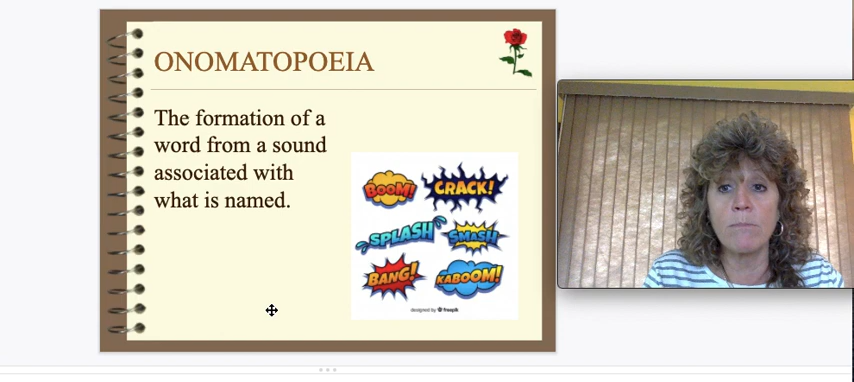 ONOMATOPOEIA
The formation of a
word from a sound
associated with
what is named.
BOOM! CRACK!
SPLASH SMASH
BANG! KABOOM!
designed by freepik